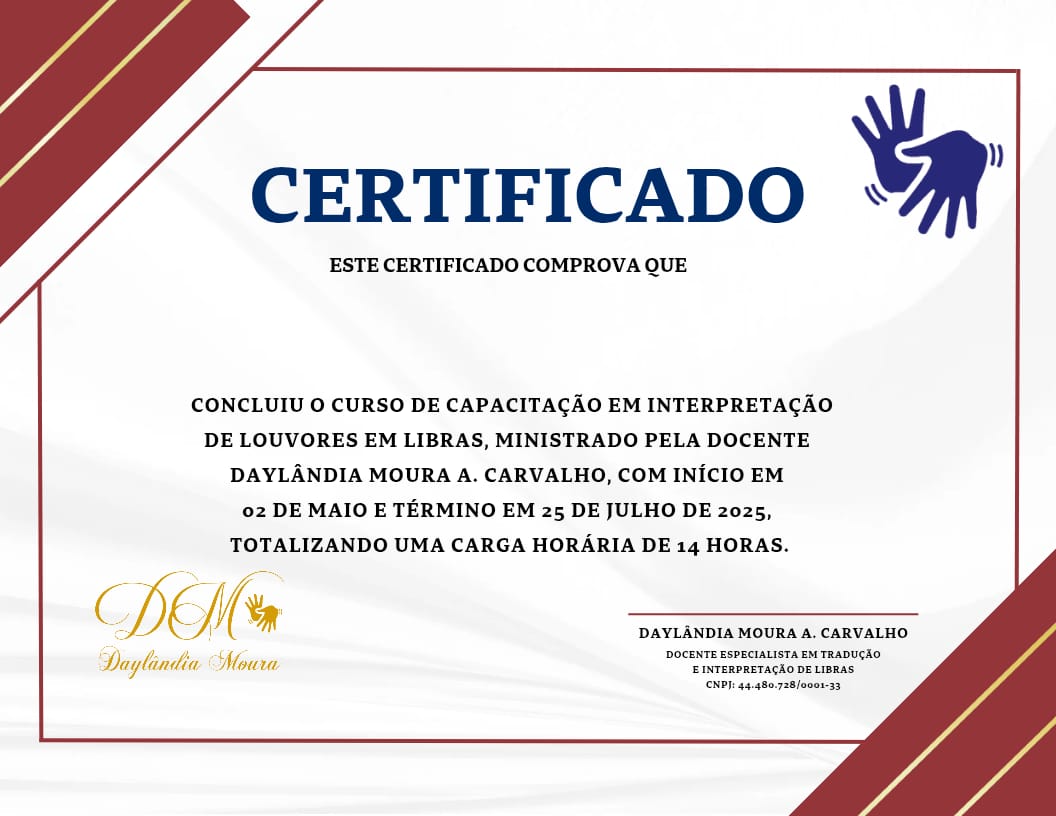 CERTIFICADO
ESTE CERTIFICADO COMPROVA QUE
CONCLUIU O CURSO DE CAPACITAÇÃO EM INTERPRETAÇÃO
DE LOUVORES EM LIBRAS, MINISTRADO PELA DOCENTE
DAYLÂNDIA MOURA A. CARVALHO, COM INÍCIO EM
02 DE MAIO E TÉRMINO EM 25 DE JULHO DE 2025,
TOTALIZANDO UMA CARGA HORÁRIA DE 14 HORAS.
DM
Daylândia Moura
DAYLÂNDIA MOURA A. CARVALHO
DOCENTE ESPECIALISTA EM TRADUÇÃO
E INTERPRETAÇÃO DE LIBRAS
CNPJ: 44.480.728/0001-33